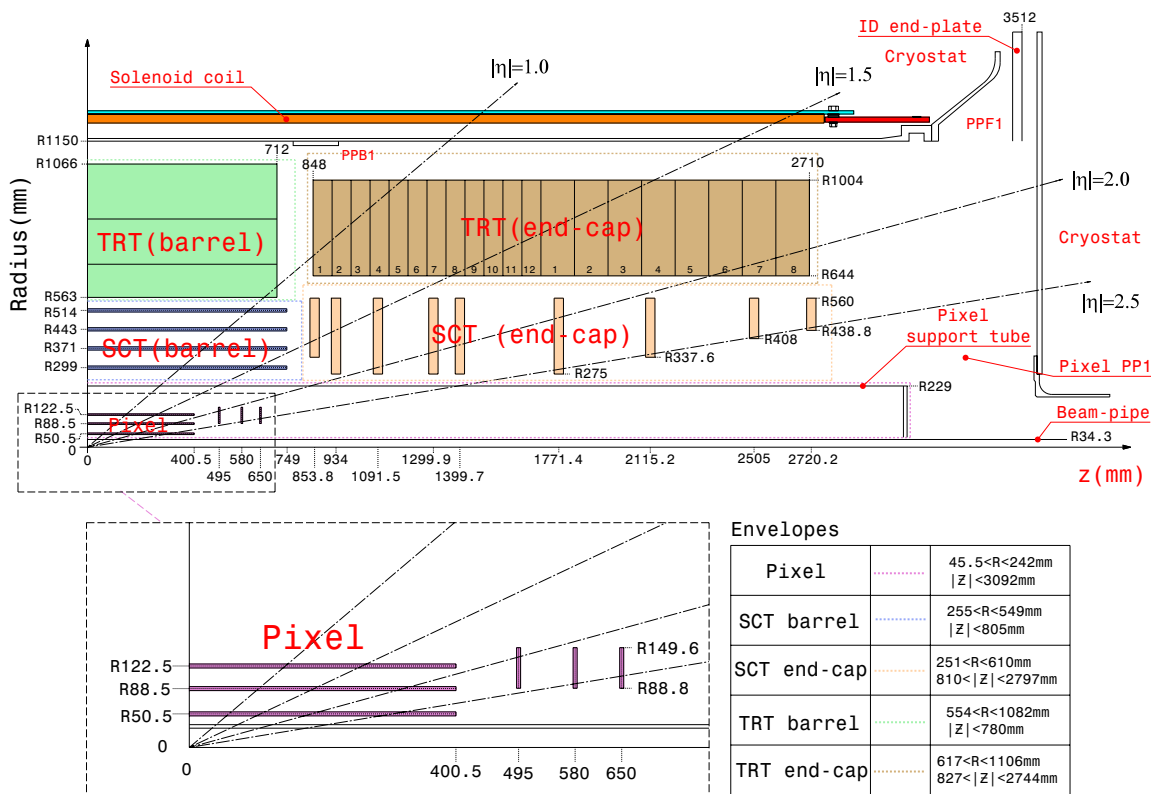 3512
ID end-plate
Cryostat
|η|=1.0
|η|=1.5
Solenoid coil
PPF1
R1150
712
PPB1
R1066
848
2710
R1004
|η|=2.0
Radius(mm)
TRT(barrel)
TRT(end-cap)
Cryostat
1 2 3 4 5 6 7 8 9 10 11 12 1 2 3 4 5 6 7 8
R644
R563
R560
|η|=2.5
R514
Pixel
support tube
R443
SCT(barrel)
SCT (end-cap)
R438.8
R408
R371
R337.6
Pixel PP1
R299
R275
R229
R122.5
R88.5
Pixel
Beam-pipe
R50.5
R34.3
0
0
400.5
495
580
650
749
853.8
934
1091.5
1299.9
1399.7
1771.4
2115.2
2505
2720.2
z(mm)
Pixel
R122.5
R88.5
R50.5
0
R149.6
R88.8
0
400.5
495
580
650
Envelopes
Pixel
45.5<R<242mm
|Z|<3092mm
SCT barrel
255<R<549mm
|Z|<805mm
SCT end-cap
251<R<610mm
810<|Z|<2797mm
TRT barrel
554<R<1082mm
|Z|<780mm
TRT end-cap
617<R<1106mm
827<|Z|<2744mm